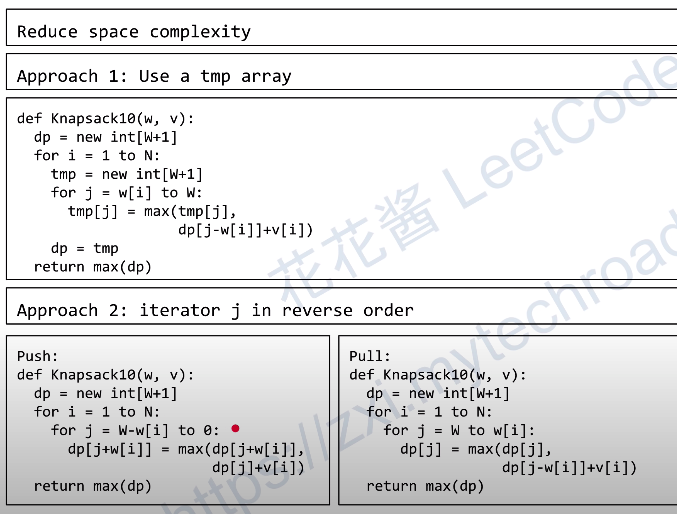 Reduce space complexity
Approach 1: Use a tmp array
def Knapsack10(w, v):
  dp = new int[W+1]
  for i = 1 to N:
    tmp = new int[W+1]
    for j = w[i] to W:
      tmp[j] = max(tmp[j],
                   dp[j-w[i]]+v[i])
    dp = tmp
  return max(dp)
Approach 2: iterator j in reverse order
Push:
def Knapsack10(w, v):
  dp = new int[W+1]
  for i = 1 to N:
    for j = W-w[i] to 0:
      dp[j+w[i]] = max(dp[j+w[i]],
                       dp[j]+v[i])
  return max(dp)
Pull:
def Knapsack10(w, v):
  dp = new int[W+1]
  for i = 1 to N:
    for j = W to w[i]:
      dp[j] = max(dp[j],
                  dp[j-w[i]]+v[i])
  return max(dp)
花花酱 LeetCode
https://zxi.mytechroad